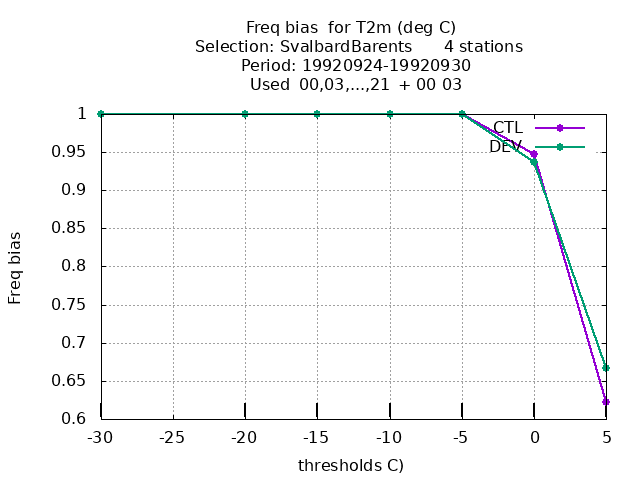 Freq bias  for T2m (deg C)
Selection: SvalbardBarents      4 stations
Period: 19920924-19920930
Used  00,03,...,21  + 00 03
CTL
DEV
1
0.95
0.9
0.85
0.8
0.75
0.7
0.65
0.6
Freq bias
-30 -25 -20 -15 -10 -5 0 5
thresholds C)